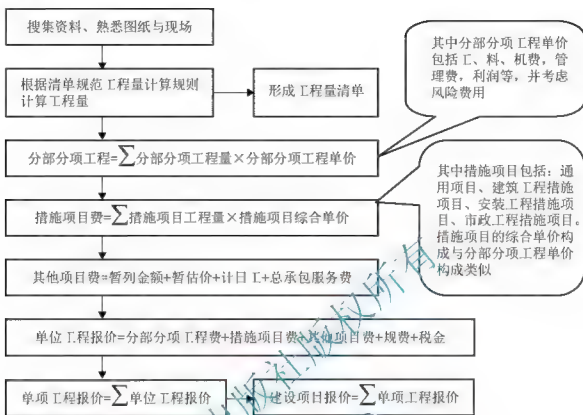 搜集资料、熟悉图纸与现场
根据清单规范工程量计算规则
计算工程量
形成工程量清单
其中分部分项工程单价
包括工、料、机费，管
理费，利润等，并考虑
风险费用
分部分项工程=∑分部分项工程量×分部分项工程单价
措施项目费=∑措施项目工程量×措施项目综合单价
其中措施项目包括：通
用项目、建筑工程措施
项目、安装工程措施项
目、市政工程措施项目。
措施项目的综合单价构
成与分部分项工程单价
构成类似
其他项目费=暂列金额+暂估价+计日工+总承包服务费
单位工程报价=分部分项工程费+措施项目费+其他项目费+规费+税金
单项工程报价=∑单位工程报价
建设项目报价=∑单项工程报价
版社版权所有